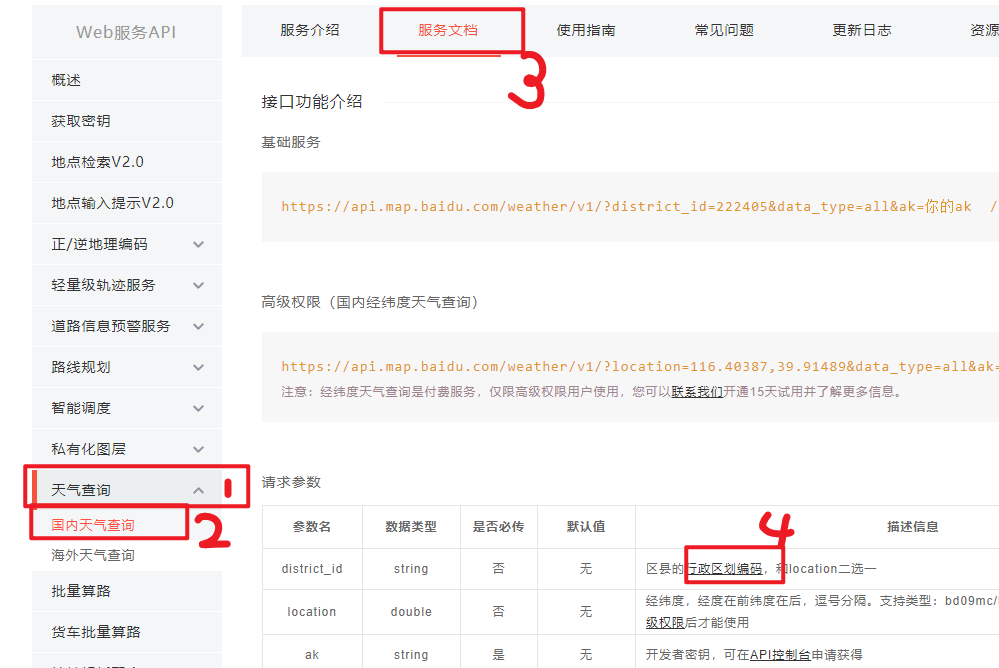 Web服务API
概述
获取密钥
地点检索V2.0
地点输入提示V2.0
正/逆地理编码
轻量级轨迹服务
道路信息预警服务
路线规划
智能调度
私有化图层
天气查询
1
国内天气查询
2
海外天气查询
批量算路
货车批量算路
服务介绍 服务文档 使用指南 常见问题 更新日志 资源
3
接口功能介绍
基础服务
https://api.map.baidu.com/weather/v1/?district_id=222405&data_type=all&ak=你的ak /
高级权限（国内经纬度天气查询）
https://api.map.baidu.com/weather/v1/?location=116.40387,39.91489&data_type=all&ak=
注意：经纬度天气查询是付费服务，仅限高级权限用户使用，您可以联系我们开通15天试用并了解更多信息。
请求参数
参数名 数据类型 是否必传 默认值 描述信息
4
district_id string 否 无 区县的行政区划编码，和location二选一
location double 否 无 经纬度，经度在前纬度在后，逗号分隔。支持类型：bd09mc/
级权限后才能使用
ak string 是 无 开发者密钥，可在API控制台申请获得